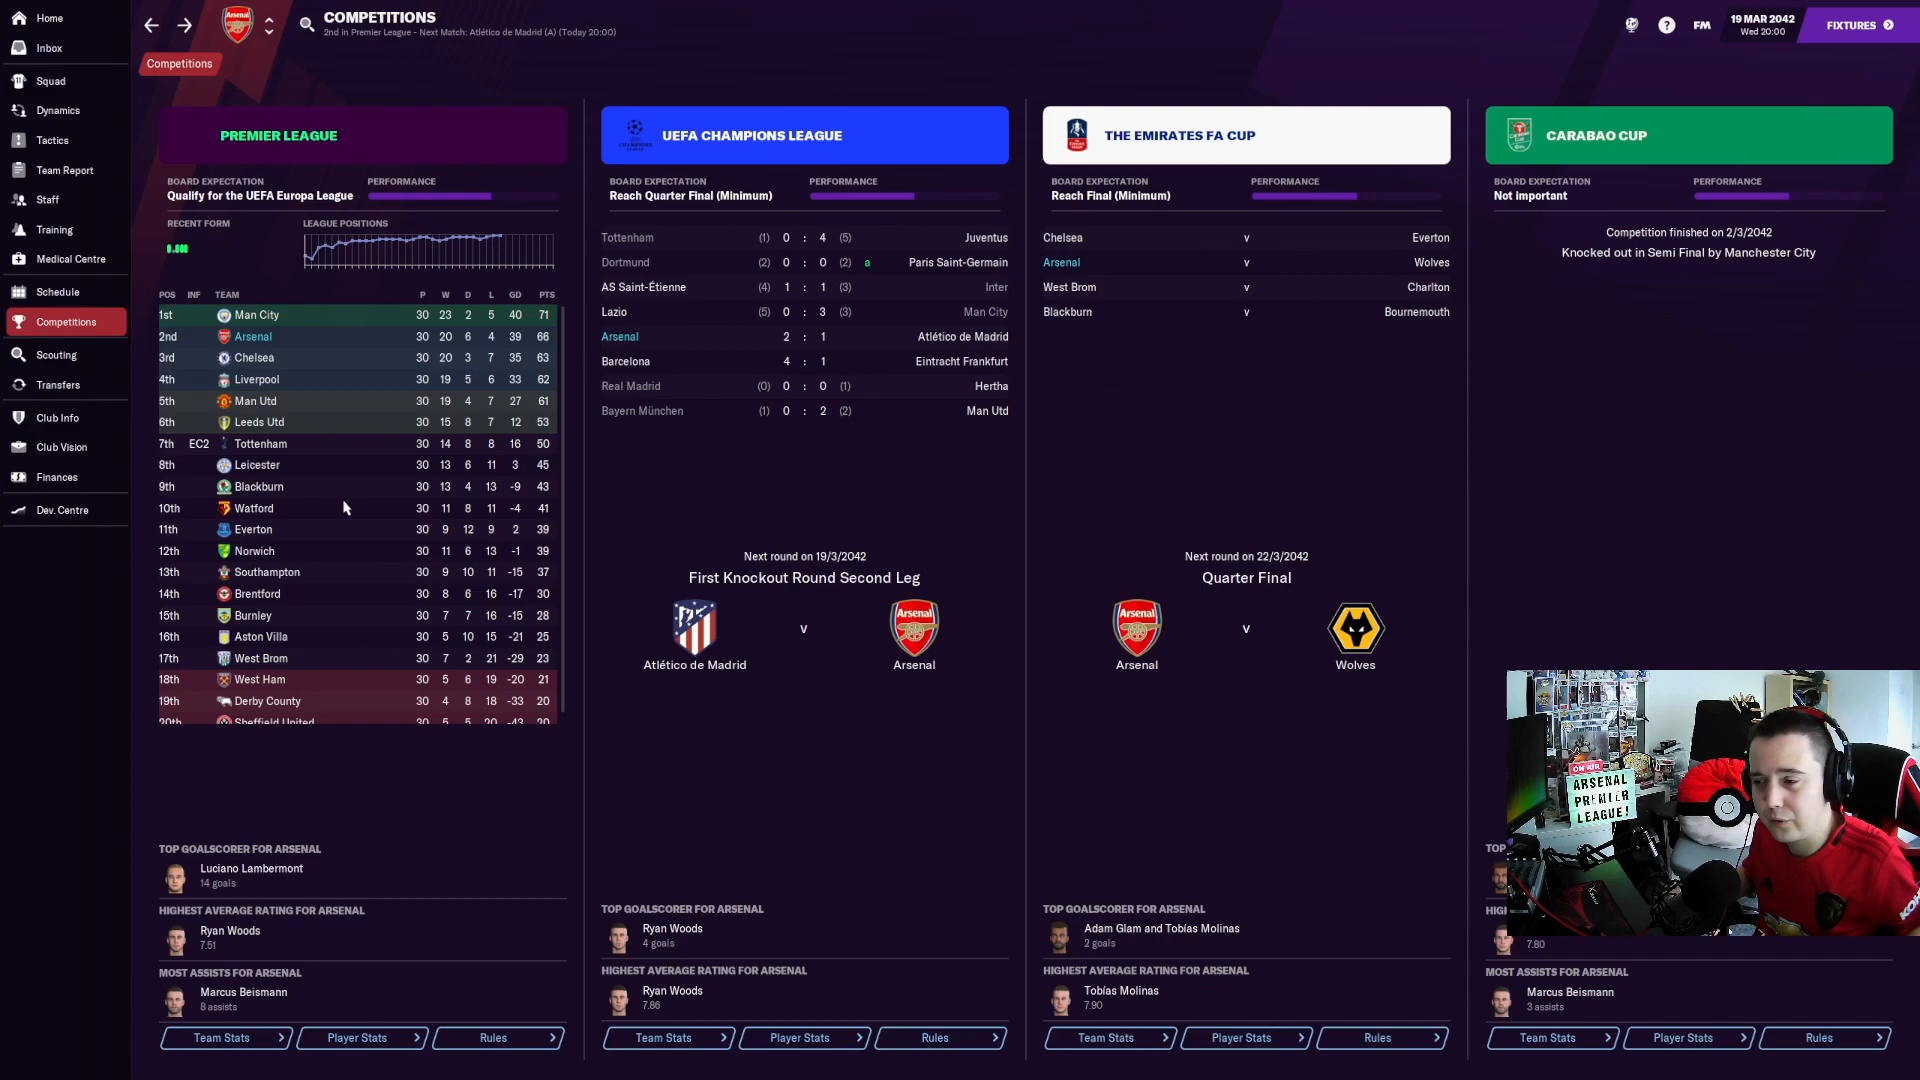 Home
Inbox
Squad
Dynamics
Tactics
Team Report
Staff
Training
Medical Centre
Schedule
Competitions
Scouting
Transfers
Club Info
Club Vision
Finances
Dev. Centre
Arsenal
COMPETITIONS
2nd in Premier League - Next Match: Atlético de Madrid (A) (Today 20:00)
?
FM
19 MAR 2042
Wed 20:00
FIXTURES
Competitions
PREMIER LEAGUE
BOARD EXPECTATION PERFORMANCE
Qualify for the UEFA Europa League
RECENT FORM LEAGUE POSITIONS
POS INF TEAM P W D L GD PTS
1st Man City 30 23 2 5 40 71
2nd Arsenal 30 20 6 4 39 66
3rd Chelsea 30 20 3 7 35 63
4th Liverpool 30 19 5 6 33 62
5th Man Utd 30 19 4 7 27 61
6th Leeds Utd 30 15 8 7 12 53
7th EC2 Tottenham 30 14 8 8 16 50
8th Leicester 30 13 6 11 3 45
9th Blackburn 30 13 4 13 -9 43
10th Watford 30 11 8 11 -4 41
11th Everton 30 9 12 9 2 39
12th Norwich 30 11 6 13 -1 39
13th Southampton 30 9 10 11 -15 37
14th Brentford 30 8 6 16 -17 30
15th Burnley 30 7 7 16 -15 28
16th Aston Villa 30 5 10 15 -21 25
17th West Brom 30 7 2 21 -29 23
18th West Ham 30 5 6 19 -20 21
19th Derby County 30 4 8 18 -33 20
20th Sheffield United 30 5 5 20 -43 20
TOP GOALSCORER FOR ARSENAL
Luciano Lambermont
14 goals
HIGHEST AVERAGE RATING FOR ARSENAL
Ryan Woods
7.51
MOST ASSISTS FOR ARSENAL
Marcus Beismann
8 assists
Team Stats Player Stats Rules
UEFA CHAMPIONS LEAGUE
BOARD EXPECTATION PERFORMANCE
Reach Quarter Final (Minimum)
Tottenham (1) 0 : 4 (5) Juventus
Dortmund (2) 0 : 0 (2) a Paris Saint-Germain
AS Saint-Étienne (4) 1 : 1 (3) Inter
Lazio (5) 0 : 3 (3) Man City
Arsenal 2 : 1 Atlético de Madrid
Barcelona 4 : 1 Eintracht Frankfurt
Real Madrid (0) 0 : 0 (1) Hertha
Bayern München (1) 0 : 2 (2) Man Utd
Next round on 19/3/2042
First Knockout Round Second Leg
v
Arsenal
Atlético de Madrid Arsenal
TOP GOALSCORER FOR ARSENAL
Ryan Woods
4 goals
HIGHEST AVERAGE RATING FOR ARSENAL
Ryan Woods
7.86
Team Stats Player Stats Rules
THE EMIRATES FA CUP
BOARD EXPECTATION PERFORMANCE
Reach Final (Minimum)
Chelsea v Everton
Arsenal v Wolves
West Brom v Charlton
Blackburn v Bournemouth
Next round on 22/3/2042
Quarter Final
Arsenal
v
Arsenal Wolves
TOP GOALSCORER FOR ARSENAL
Adam Glam and Tobías Molinas
2 goals
HIGHEST AVERAGE RATING FOR ARSENAL
Tobías Molinas
7.90
Team Stats Player Stats Rules
CARABAO CUP
BOARD EXPECTATION PERFORMANCE
Not Important
Competition finished on 2/3/2042
Knocked out in Semi Final by Manchester City
TOP
HIGH
7.80
MOST ASSISTS FOR ARSENAL
Marcus Beismann
3 assists
Team Stats Player Stats Rules
ON AIR
ARSENAL
PREMIER
LEAGUE!